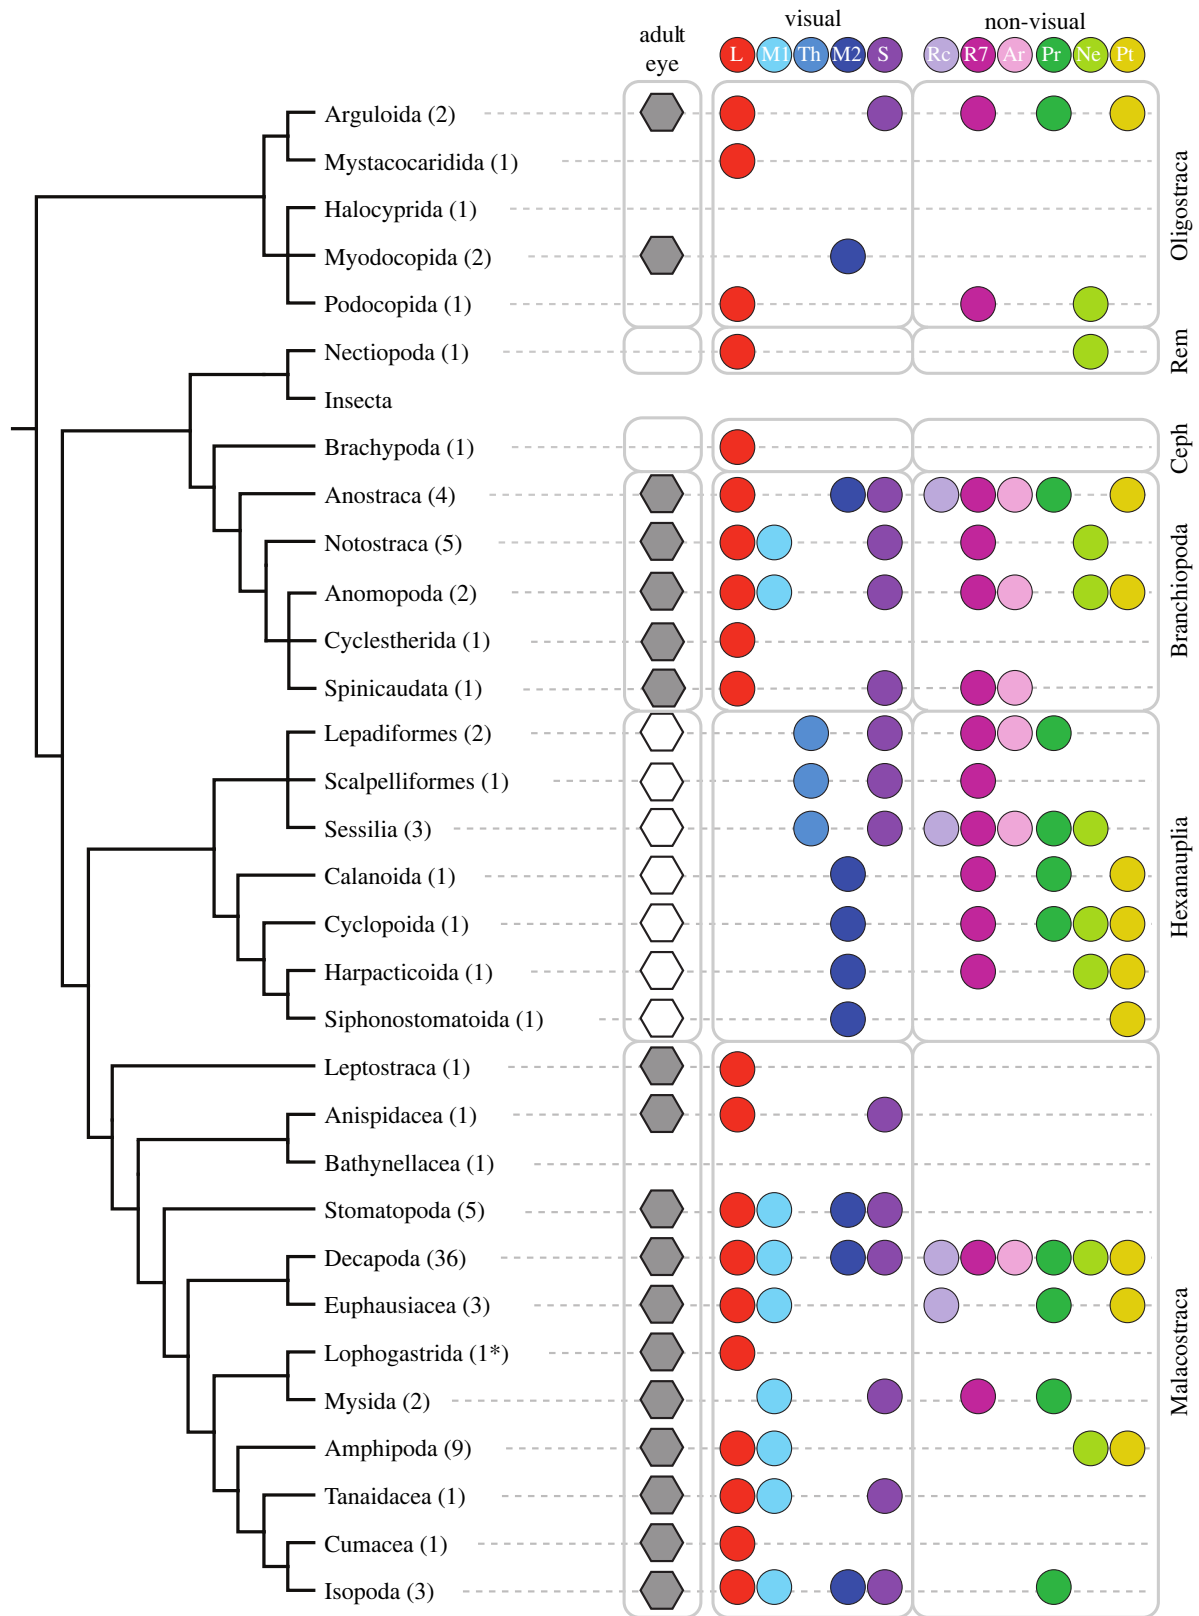 visual
non-visual
adult
eye
L M1 Th M2 S Rc R7 Ar Pr Ne Pt
Arguloida (2)
Mystacocaridida (1)
Halocyprida (1)
Myodocopida (2)
Podocopida (1)
Oligostraca
Nectiopoda (1)
Rem
Insecta
Brachypoda (1)
Ceph
Anostraca (4)
Notostraca (5)
Anomopoda (2)
Cyclestherida (1)
Spinicaudata (1)
Branchiopoda
Lepadiformes (2)
Scalpelliformes (1)
Sessilia (3)
Calanoida (1)
Cyclopoida (1)
Harpacticoida (1)
Siphonostomatoida (1)
Hexanauplia
Leptostraca (1)
Anispidacea (1)
Bathynellacea (1)
Stomatopoda (5)
Decapoda (36)
Euphausiacea (3)
Lophogastrida (1*)
Mysida (2)
Amphipoda (9)
Tanaidacea (1)
Cumacea (1)
Isopoda (3)
Malacostraca